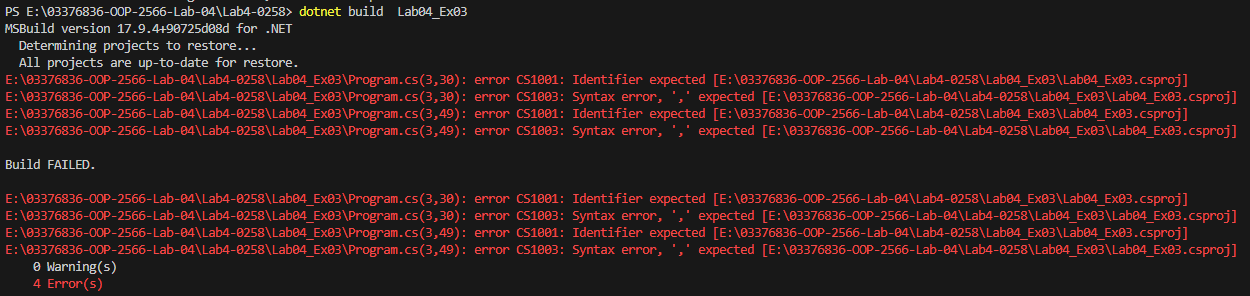 PS E:\03376836-OOP-2566-Lab-04\Lab4-0258> dotnet build  Lab04_Ex03
MSBuild version 17.9.4+90725d08d for .NET
  Determining projects to restore...
  All projects are up-to-date for restore.
E:\03376836-OOP-2566-Lab-04\Lab4-0258\Lab04_Ex03\Program.cs(3,30): error CS1001: Identifier expected [E:\03376836-OOP-2566-Lab-04\Lab4-0258\Lab04_Ex03\Lab04_Ex03.csproj]
E:\03376836-OOP-2566-Lab-04\Lab4-0258\Lab04_Ex03\Program.cs(3,30): error CS1003: Syntax error, ',' expected [E:\03376836-OOP-2566-Lab-04\Lab4-0258\Lab04_Ex03\Lab04_Ex03.csproj]
E:\03376836-OOP-2566-Lab-04\Lab4-0258\Lab04_Ex03\Program.cs(3,49): error CS1001: Identifier expected [E:\03376836-OOP-2566-Lab-04\Lab4-0258\Lab04_Ex03\Lab04_Ex03.csproj]
E:\03376836-OOP-2566-Lab-04\Lab4-0258\Lab04_Ex03\Program.cs(3,49): error CS1003: Syntax error, ',' expected [E:\03376836-OOP-2566-Lab-04\Lab4-0258\Lab04_Ex03\Lab04_Ex03.csproj]

Build FAILED.

E:\03376836-OOP-2566-Lab-04\Lab4-0258\Lab04_Ex03\Program.cs(3,30): error CS1001: Identifier expected [E:\03376836-OOP-2566-Lab-04\Lab4-0258\Lab04_Ex03\Lab04_Ex03.csproj]
E:\03376836-OOP-2566-Lab-04\Lab4-0258\Lab04_Ex03\Program.cs(3,30): error CS1003: Syntax error, ',' expected [E:\03376836-OOP-2566-Lab-04\Lab4-0258\Lab04_Ex03\Lab04_Ex03.csproj]
E:\03376836-OOP-2566-Lab-04\Lab4-0258\Lab04_Ex03\Program.cs(3,49): error CS1001: Identifier expected [E:\03376836-OOP-2566-Lab-04\Lab4-0258\Lab04_Ex03\Lab04_Ex03.csproj]
E:\03376836-OOP-2566-Lab-04\Lab4-0258\Lab04_Ex03\Program.cs(3,49): error CS1003: Syntax error, ',' expected [E:\03376836-OOP-2566-Lab-04\Lab4-0258\Lab04_Ex03\Lab04_Ex03.csproj]
    0 Warning(s)
    4 Error(s)